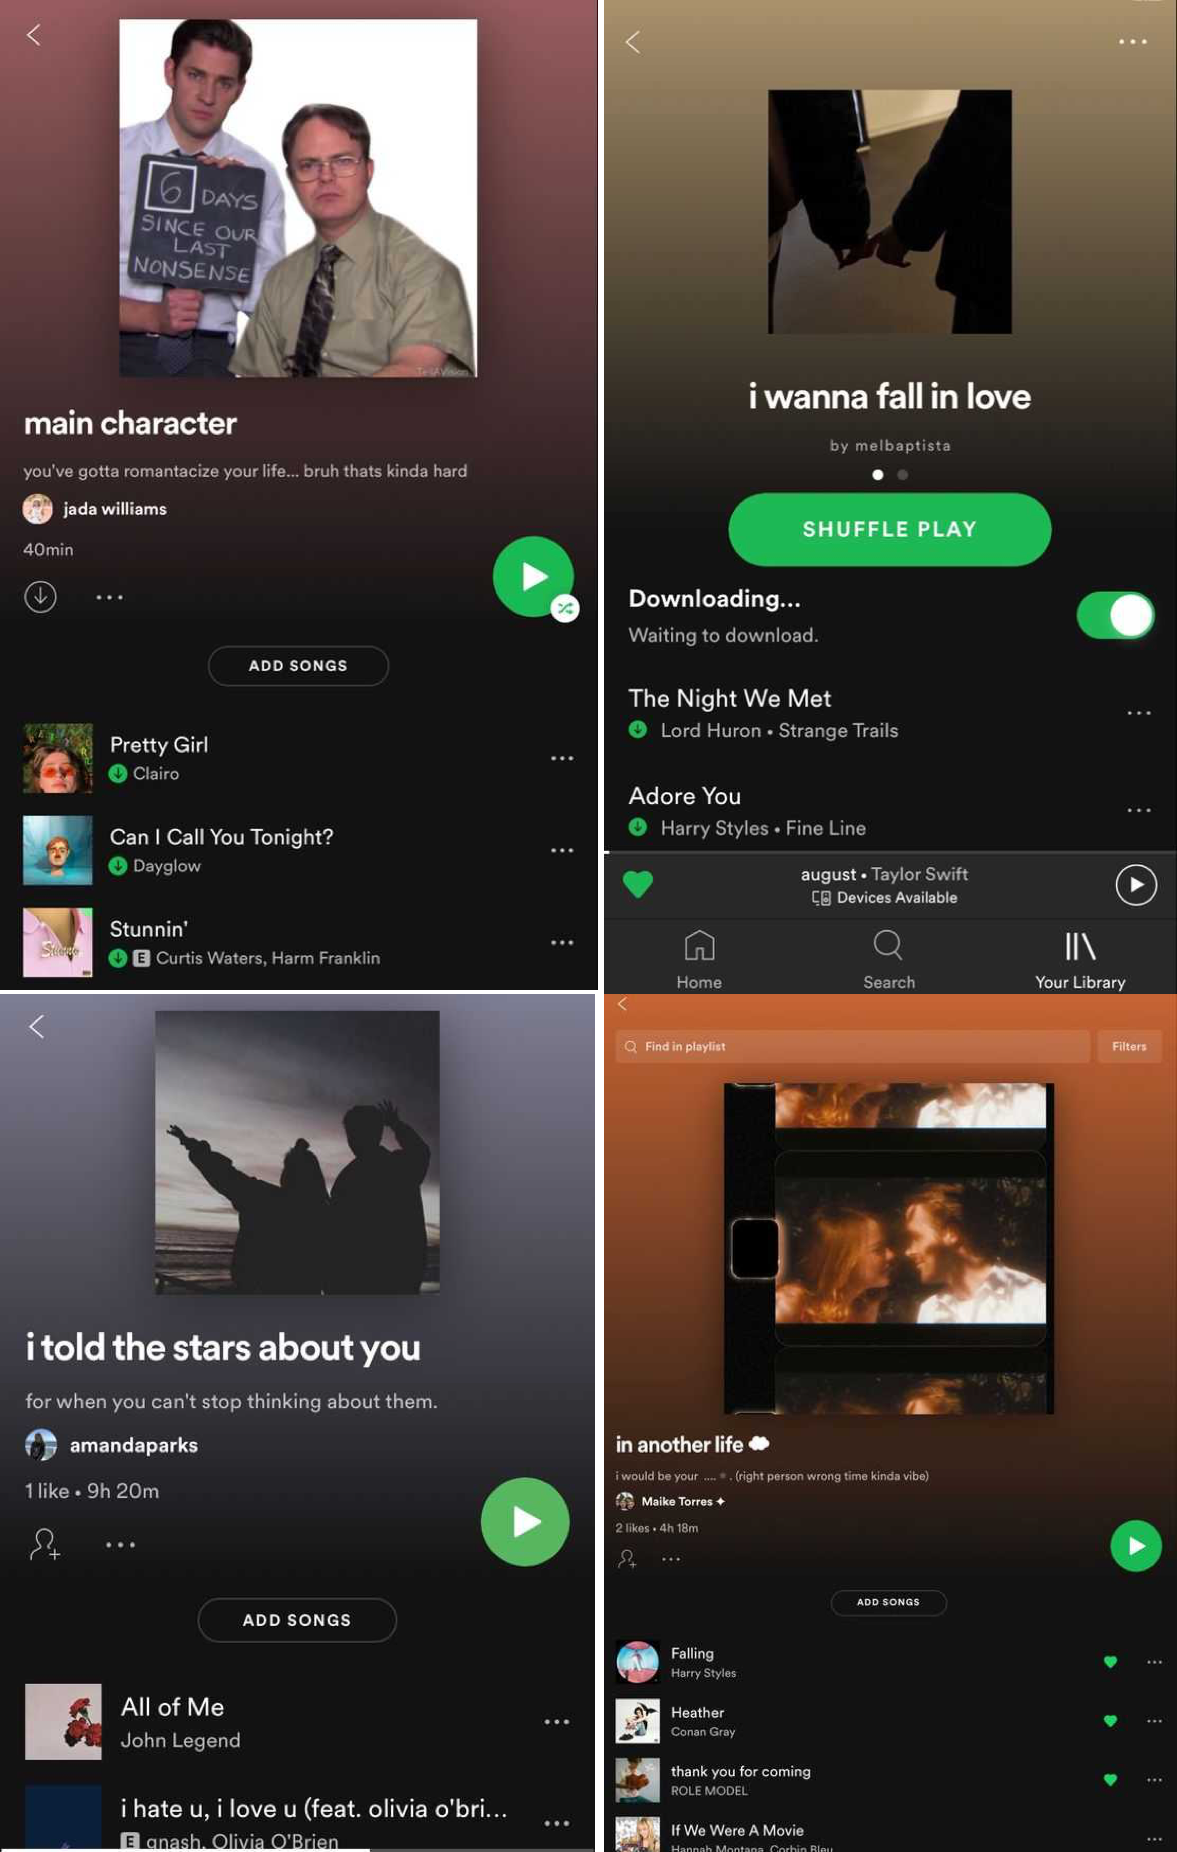 6 DAYS
SINCE OUR
LAST
NONSENSE
TellAVision
main character
you've gotta romantacize your life... bruh thats kinda hard
jada williams
40min
ADD SONGS
Pretty Girl
Clairo
Can I Call You Tonight?
Dayglow
Stunnin'
E Curtis Waters, Harm Franklin
i wanna fall in love
by melbaptista
SHUFFLE PLAY
Downloading...
Waiting to download.
The Night We Met
Lord Huron • Strange Trails
Adore You
Harry Styles • Fine Line
august • Taylor Swift
Devices Available
Home
Search
Your Library
i told the stars about you
for when you can't stop thinking about them.
amandaparks
1 like • 9h 20m
ADD SONGS
All of Me
John Legend
i hate u, i love u (feat. olivia o'bri...
E gnash, Olivia O'Brien
Find in playlist
Filters
in another life
i would be your .... . (right person wrong time kinda vibe)
Maike Torres ✦
2 likes • 4h 18m
ADD SONGS
Falling
Harry Styles
Heather
Conan Gray
thank you for coming
ROLE MODEL
If We Were A Movie
Hannah Montana, Corbin Bleu